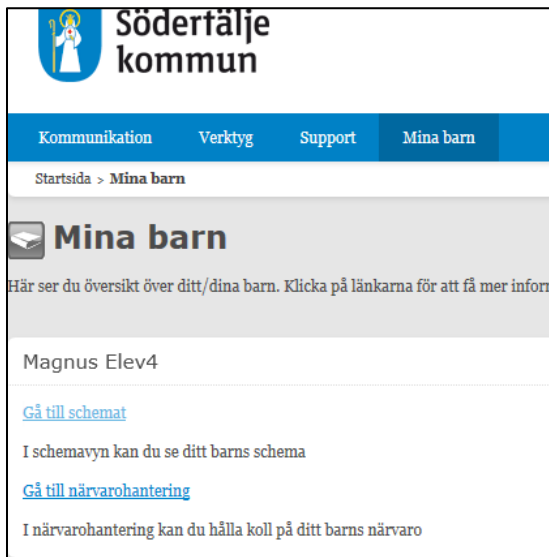 Södertälje
kommun
Kommunikation Verktyg Support Mina barn
Startsida > Mina barn
Mina barn
Här ser du översikt över ditt/dina barn. Klicka på länkarna för att få mer
Magnus Elev4
Gå till schemat
I schemavyn kan du se ditt barns schema
Gå till närvarohantering
I närvarohantering kan du hålla koll på ditt barns närvaro